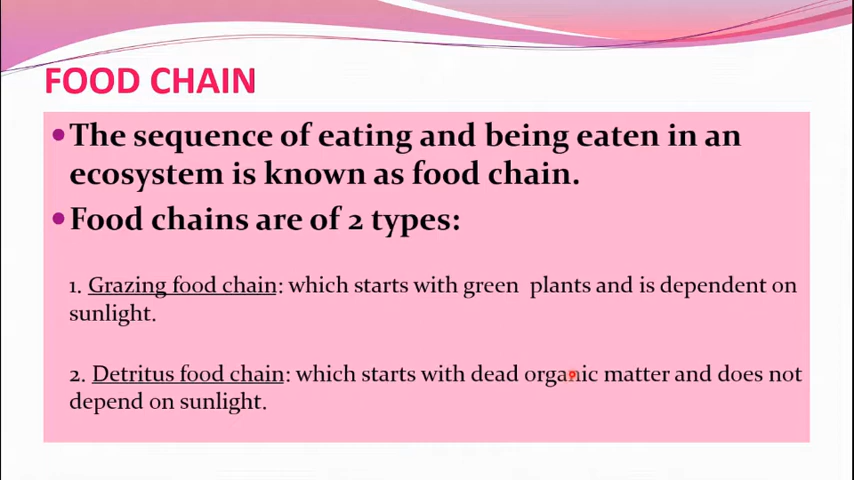 FOOD CHAIN
•The sequence of eating and being eaten in an
ecosystem is known as food chain.
•Food chains are of 2 types:
1. Grazing food chain: which starts with green plants and is dependent on
sunlight.
2. Detritus food chain: which starts with dead organic matter and does not
depend on sunlight.